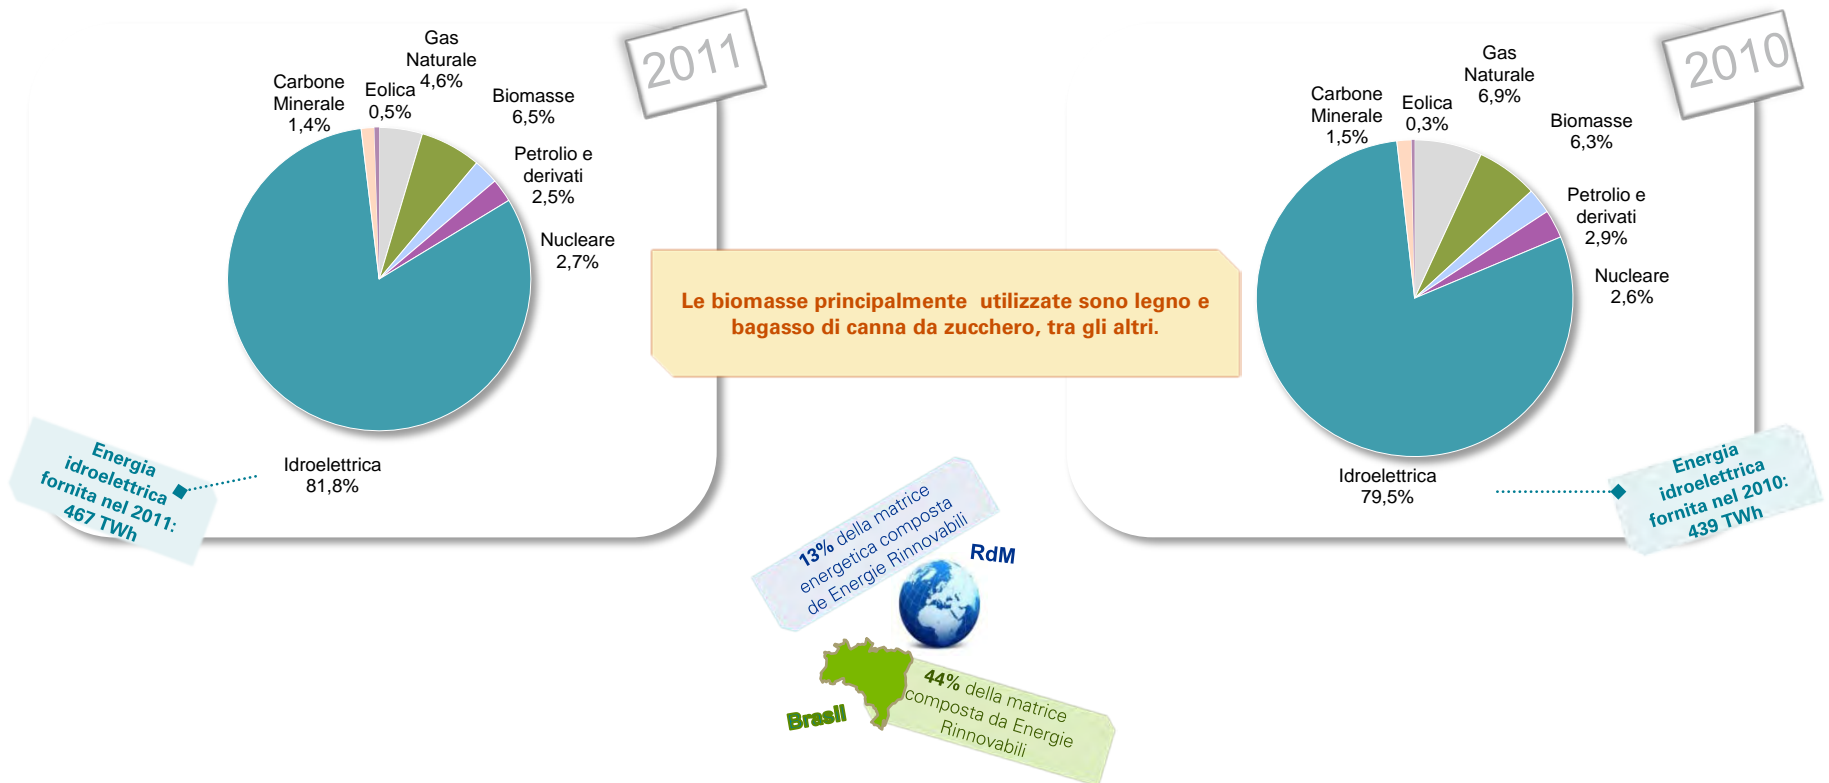 2011
Gas
Naturale
4,6%
Carbone
Minerale
1,4%
Eolica
0,5%
Biomasse
6,5%
Petrolio e
derivati
2,5%
Nucleare
2,7%
Idroelettrica
81,8%
Energia
idroelettrica
fornita nel 2011:
467 TWh
2010
Gas
Naturale
6,9%
Carbone
Minerale
1,5%
Eolica
0,3%
Biomasse
6,3%
Petrolio e
derivati
2,9%
Nucleare
2,6%
Idroelettrica
79,5%
Energia
idroelettrica
fornita nel 2010:
439 TWh
Le biomasse principalmente utilizzate sono legno e
bagasso di canna da zucchero, tra gli altri.
13% della matrice
energetica composta
de Energie Rinnovabili
RdM
Brasil
44% della matrice
composta da Energie
Rinnovabili